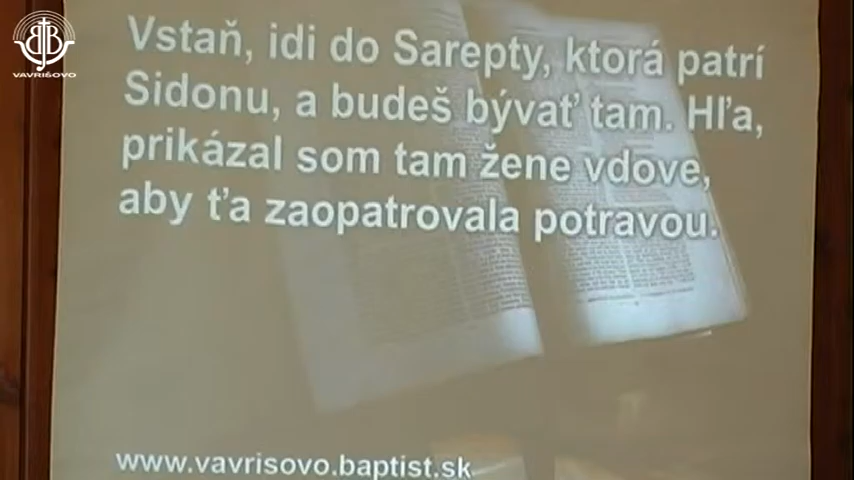 VAVRIŠOVO
Vstaň, idi do Sarepty, ktorá patrí
Sidonu, a budeš bývať tam. Hľa,
prikázal som tam žene vdove,
aby ťa zaopatrovala potravou.
www.vavrisovo.baptist.sk